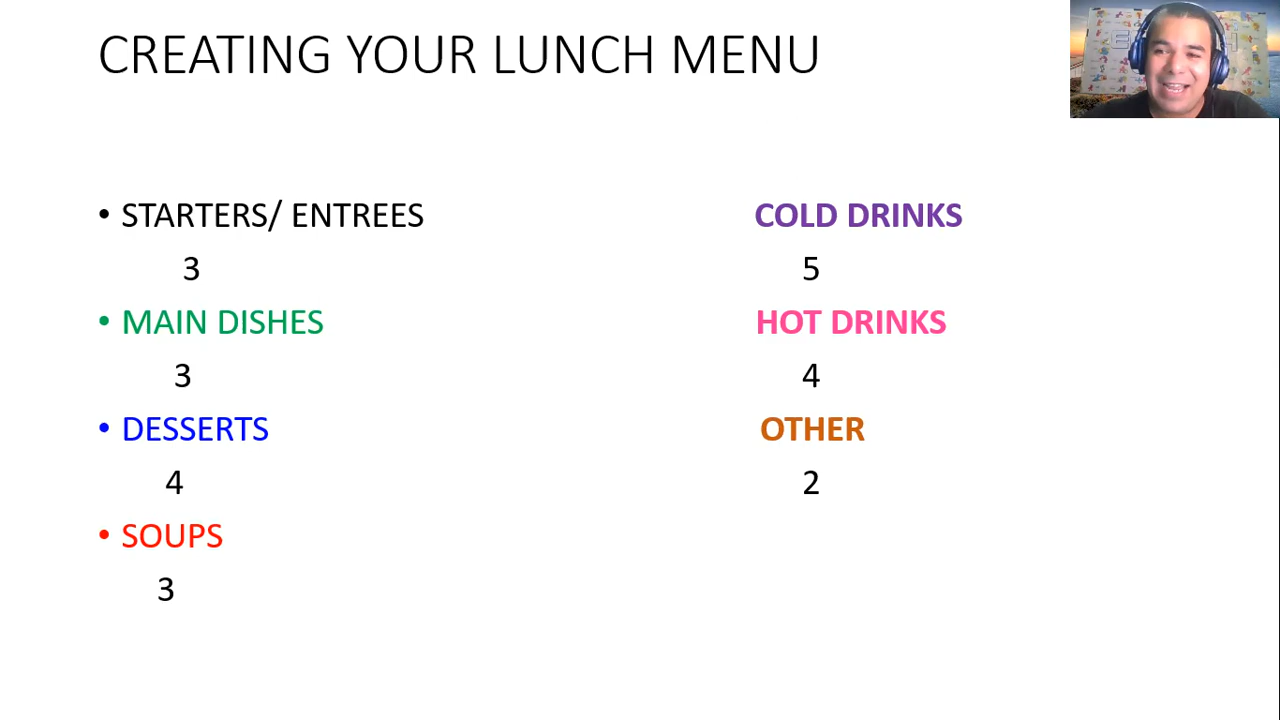 CREATING YOUR LUNCH MENU
• STARTERS/ ENTREES
3
• MAIN DISHES
3
• DESSERTS
4
• SOUPS
3
COLD DRINKS
5
HOT DRINKS
4
OTHER
2